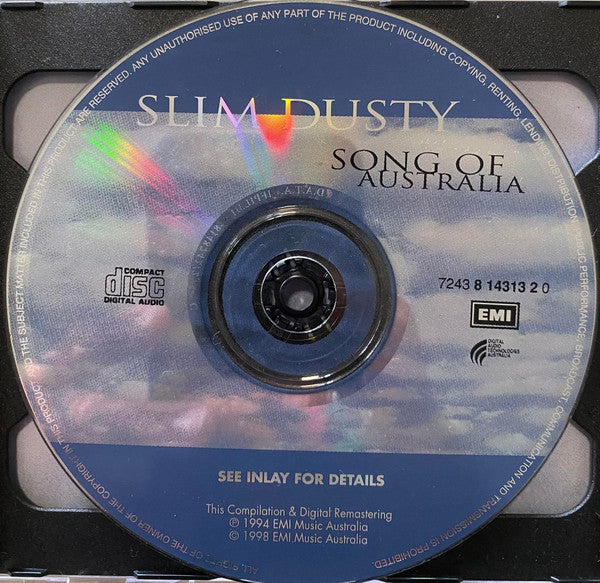 SLIM DUSTY
SONG OF
AUSTRALIA
COMPACT
disc
DIGITAL AUDIO
7243 8 14313 2 0
EMI
DIGITAL
AUDIO
TECHNOLOGIES
AUSTRALIA
SEE INLAY FOR DETAILS
This Compilation & Digital Remastering
℗ 1994 EMI Music Australia
© 1998 EMI Music Australia
ALL RIGHTS OF THE OWNER OF THE COPYRIGHT IN THIS PRODUCT AND THE SUBJECT MATTER INCLUDED IN THIS PRODUCT ARE RESERVED. ANY UNAUTHORISED USE OF ANY PART OF THE PRODUCT INCLUDING COPYING, RENTING, LENDING, DISTRIBUTION, PUBLIC PERFORMANCE, BROADCAST, COMMUNICATION AND TRANSMISSION IS PROHIBITED.